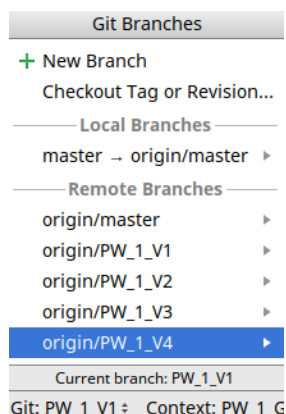 Git Branches
+ New Branch
Checkout Tag or Revision...
Local Branches
master → origin/master
Remote Branches
origin/master
origin/PW_1_V1
origin/PW_1_V2
origin/PW_1_V3
origin/PW_1_V4
Current branch: PW_1_V1
Git: PW_1_V1 Context: PW_1_G